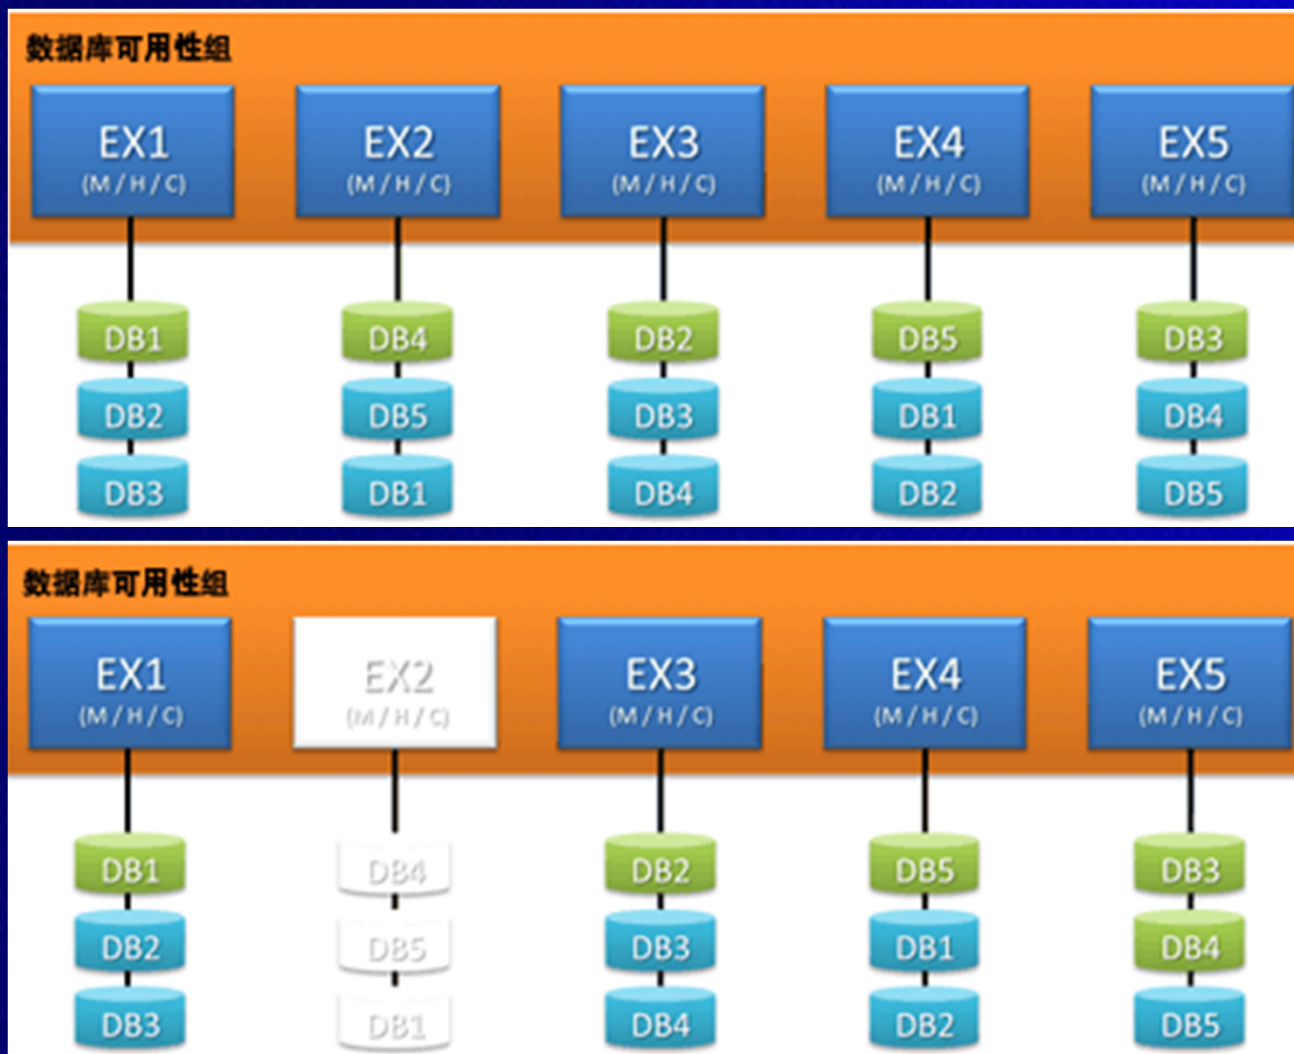 数据库可用性组
EX1 EX2 EX3 EX4 EX5
(M / H / C) (M / H / C) (M / H / C) (M / H / C) (M / H / C)
DB1 DB4 DB2 DB5 DB3
DB2 DB5 DB3 DB1 DB4
DB3 DB1 DB4 DB2 DB5
数据库可用性组
EX1 EX2 EX3 EX4 EX5
(M / H / C) (M / H / C) (M / H / C) (M / H / C) (M / H / C)
DB1 DB4 DB2 DB5 DB3
DB2 DB5 DB3 DB1 DB4
DB3 DB1 DB4 DB2 DB5